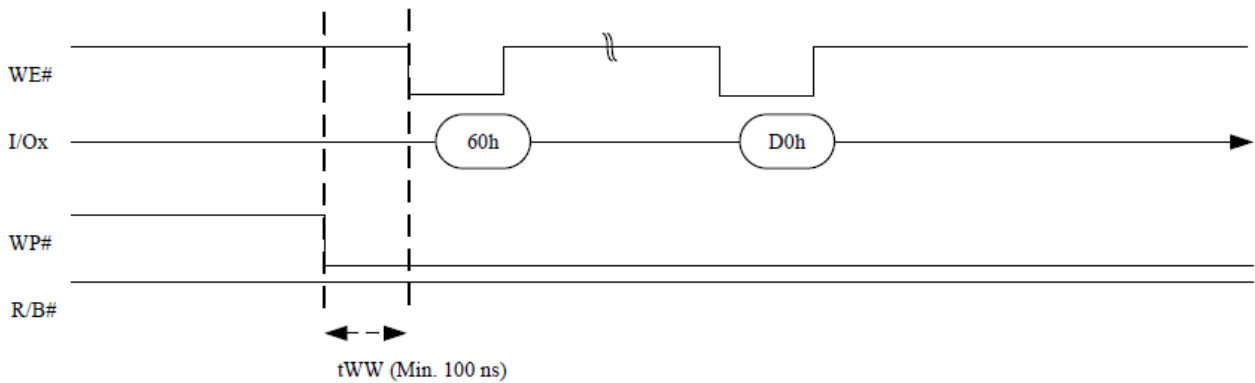 WE#
I/Ox
60h
D0h
WP#
R/B#
tWW (Min. 100 ns)